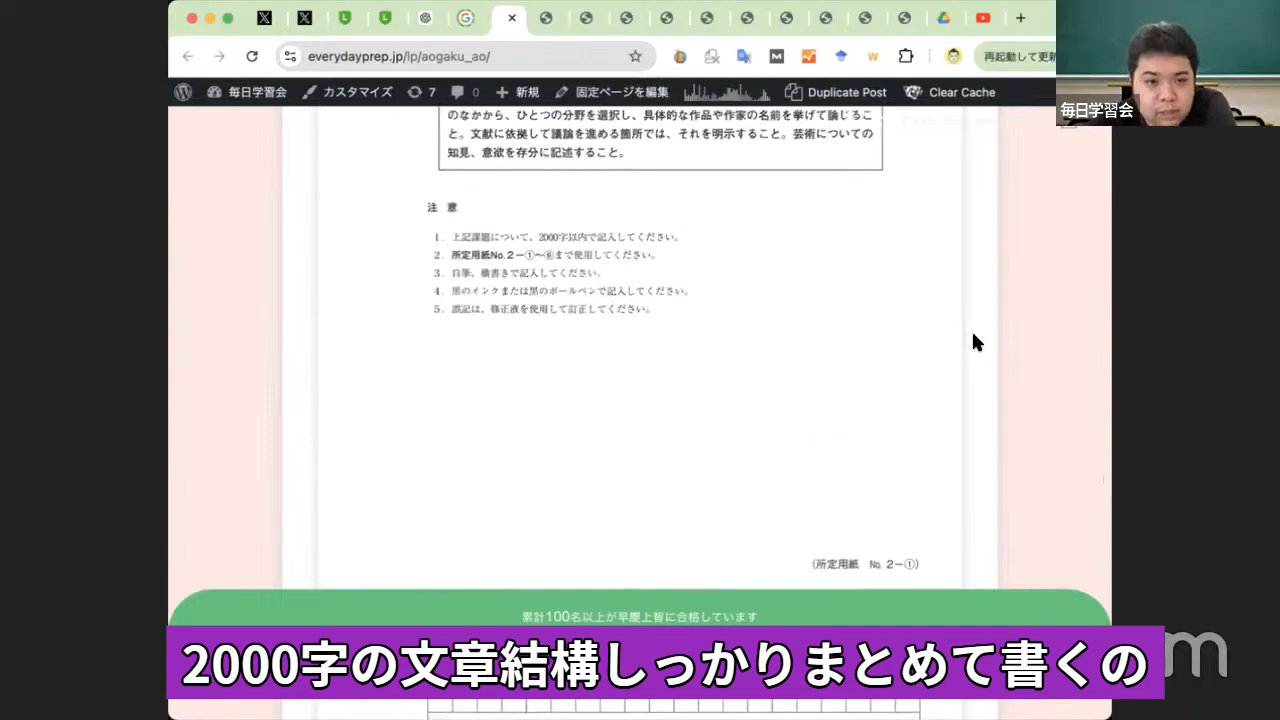 everydayprep.jp/lp/aogaku_ao/
再起動して更新
毎日学習会
カスタマイズ
7
0
新規
固定ページを編集
Duplicate Post
Clear Cache
毎日学習会
のなかから、ひとつの分野を選択し、具体的な作品や作家の名前を挙げて論じるこ
と。文献に依拠して議論を進める箇所では、それを明示すること。芸術についての
知見、意欲を存分に記述すること。
注 意
1．上記課題について、2000字以内で記入してください。
2．所定用紙No.2－①〜⑥まで使用してください。
3．自筆、横書きで記入してください。
4．黒のインクまたは黒のボールペンで記入してください。
5．誤記は、修正液を使用して訂正してください。
(所定用紙 No. 2－①)
累計100名以上が早慶上智に合格しています
2000字の文章結構しっかりまとめて書くの